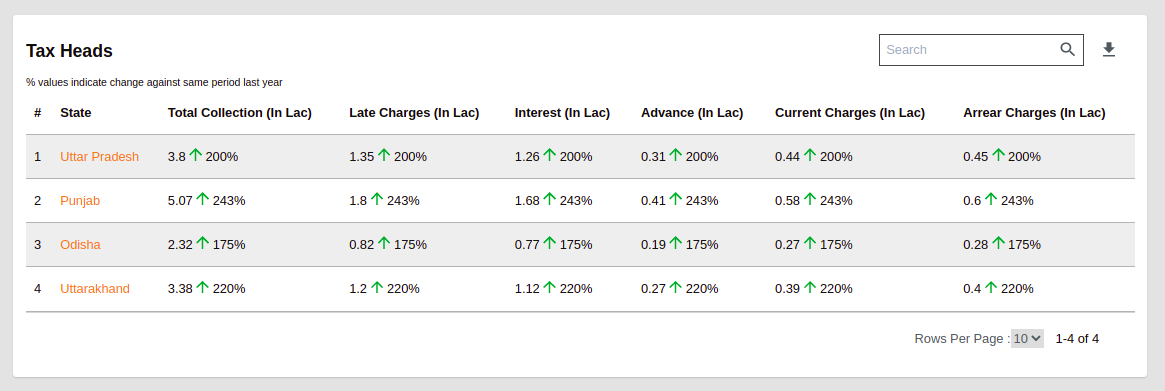 Tax Heads
Search
% values indicate change against same period last year
# State Total Collection (In Lac) Late Charges (In Lac) Interest (In Lac) Advance (In Lac) Current Charges (In Lac) Arrear Charges (In Lac)
1 Uttar Pradesh 3.8 ↑ 200% 1.35 ↑ 200% 1.26 ↑ 200% 0.31 ↑ 200% 0.44 ↑ 200% 0.45 ↑ 200%
2 Punjab 5.07 ↑ 243% 1.8 ↑ 243% 1.68 ↑ 243% 0.41 ↑ 243% 0.58 ↑ 243% 0.6 ↑ 243%
3 Odisha 2.32 ↑ 175% 0.82 ↑ 175% 0.77 ↑ 175% 0.19 ↑ 175% 0.27 ↑ 175% 0.28 ↑ 175%
4 Uttarakhand 3.38 ↑ 220% 1.2 ↑ 220% 1.12 ↑ 220% 0.27 ↑ 220% 0.39 ↑ 220% 0.4 ↑ 220%
Rows Per Page : 10 1-4 of 4